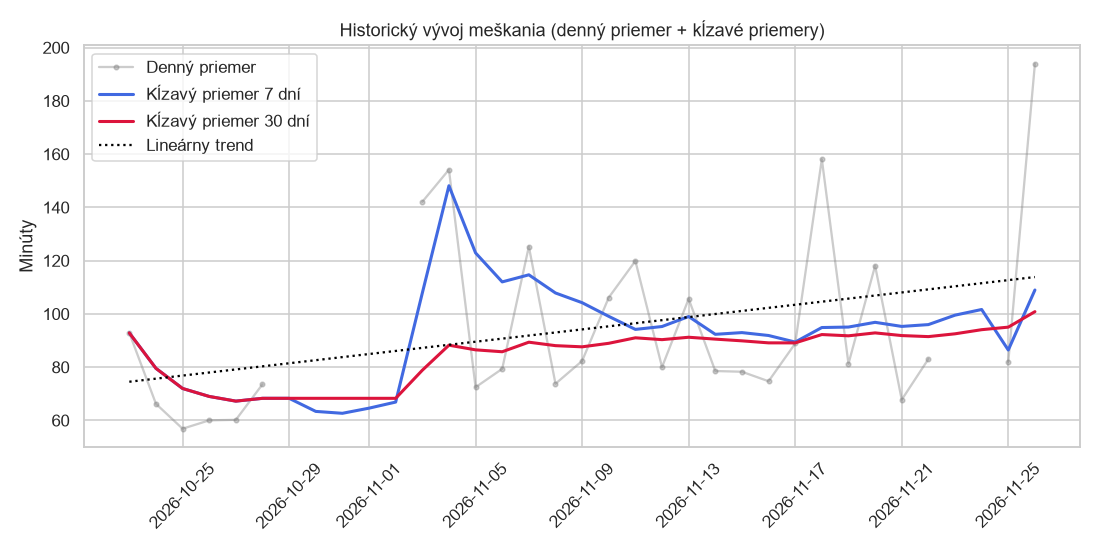 Historický vývoj meškania (denný priemer + kĺzavé priemery)
Denný priemer
Kĺzavý priemer 7 dní
Kĺzavý priemer 30 dní
Lineárny trend
Minúty
200
180
160
140
120
100
80
60
2026-10-25
2026-10-29
2026-11-01
2026-11-05
2026-11-09
2026-11-13
2026-11-17
2026-11-21
2026-11-25